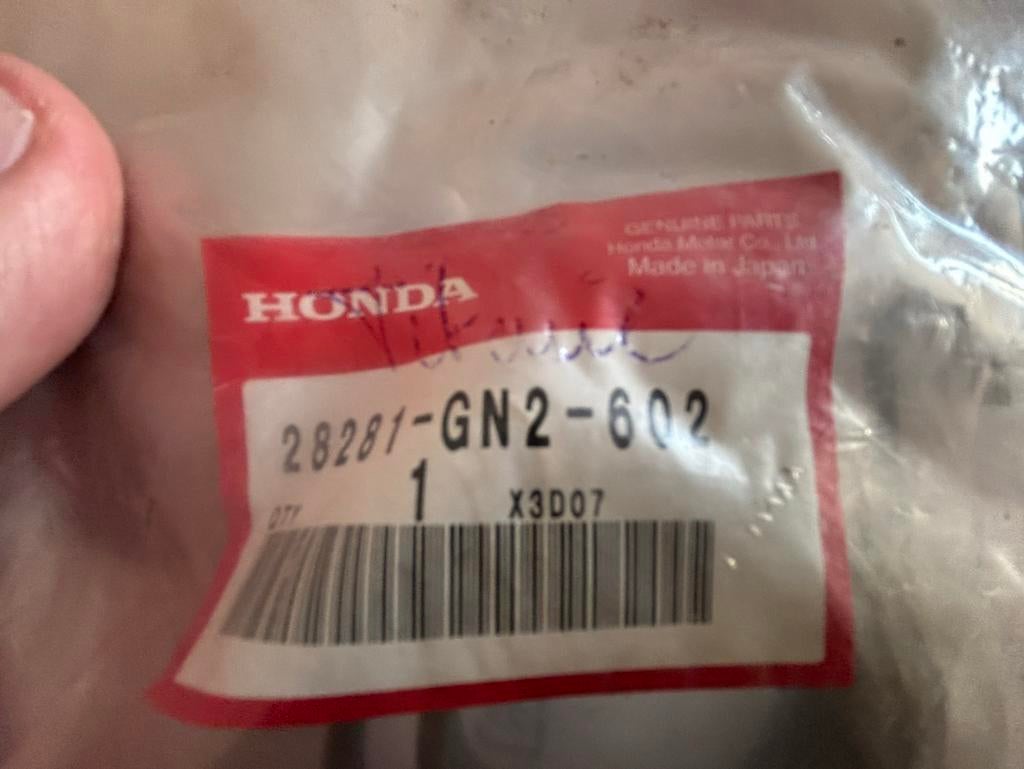 GENUINE PARTS
Honda Motor Co., Ltd.
Made in Japan
HONDA
28281-GN2-602
QTY 1 X3D07